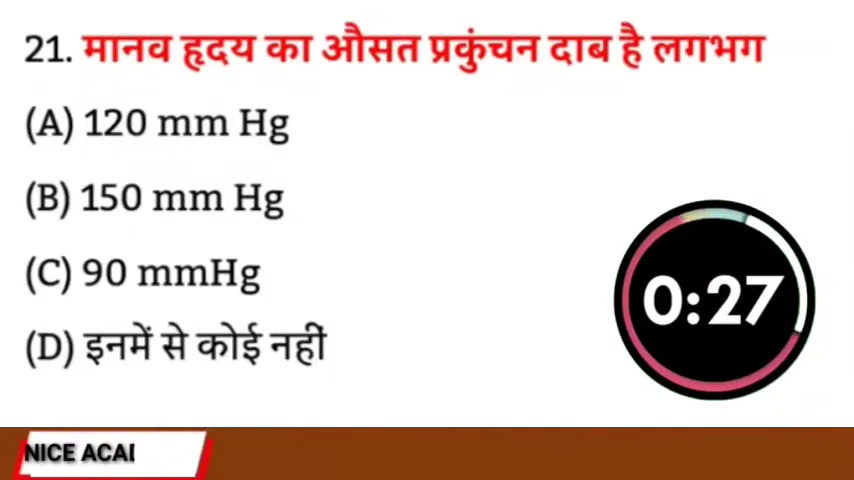 21. मानव हृदय का औसत प्रकुंचन दाब है लगभग
(A) 120 mm Hg
(B) 150 mm Hg
(C) 90 mmHg
(D) इनमें से कोई नहीं
0:27
NICE ACAI